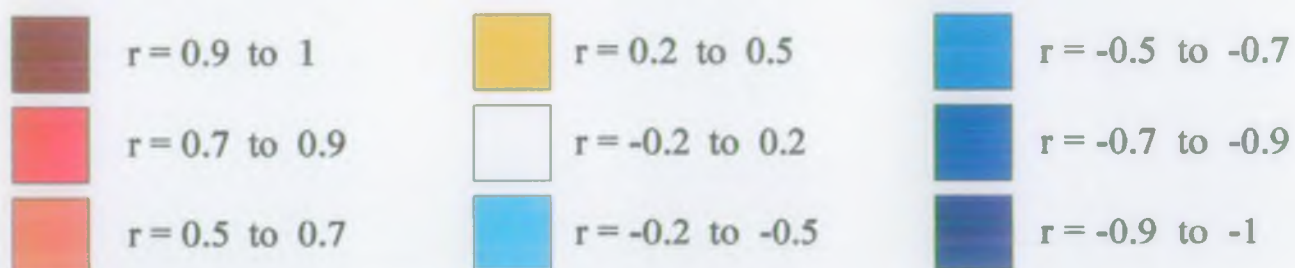 r = 0.9 to 1
r = 0.7 to 0.9
r = 0.5 to 0.7
r = 0.2 to 0.5
r = -0.2 to 0.2
r = -0.2 to -0.5
r = -0.5 to -0.7
r = -0.7 to -0.9
r = -0.9 to -1